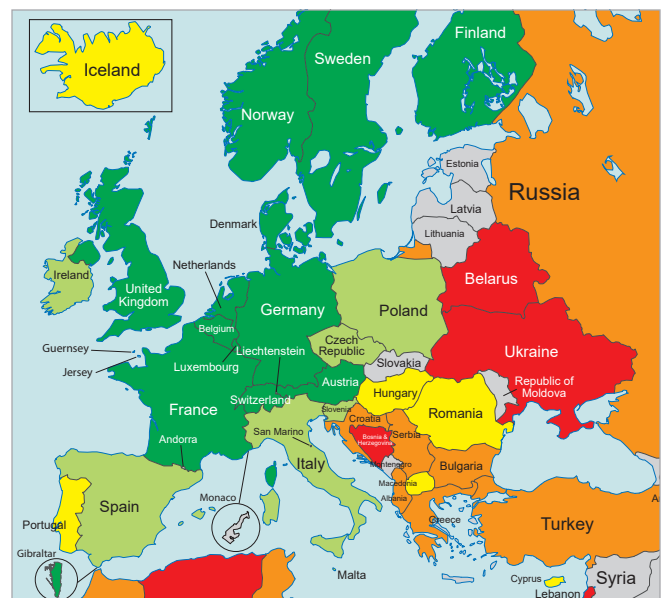 Iceland
Finland
Sweden
Norway
Estonia
Russia
Latvia
Denmark
Lithuania
Netherlands
Ireland
Belarus
United
Kingdom
Germany
Poland
Belgium
Czech
Republic
Guernsey
Liechtenstein
Ukraine
Slovakia
Luxembourg
Jersey
Austria
Republic of
Moldova
Hungary
Switzerland
France
Romania
Slovenia
Croatia
San Marino
Serbia
Bosnia &
Herzegovina
Andorra
Italy
Montenegro
Bulgaria
Macedonia
Monaco
Albania
Spain
Portugal
Greece
Turkey
Gibraltar
Malta
Cyprus
Syria
Lebanon